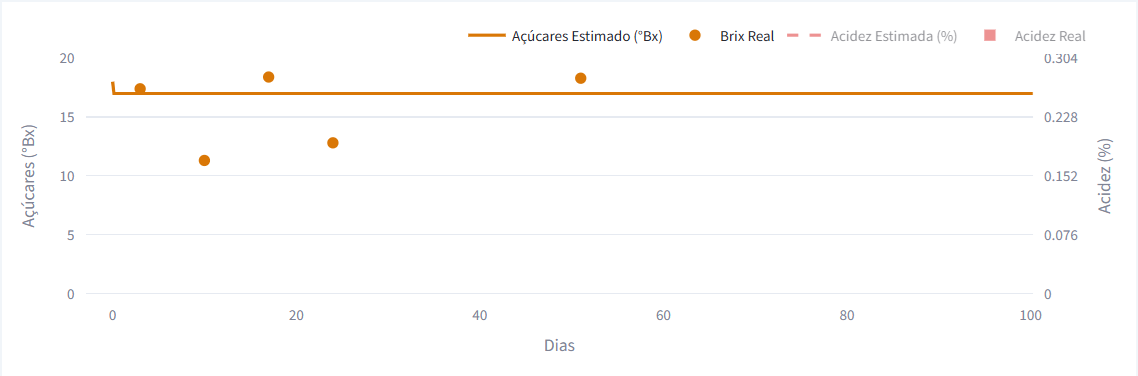 Açúcares Estimado (°Bx) Brix Real Acidez Estimada (%) Acidez Real
20 0.304
15 0.228
10 0.152
5 0.076
0 0
Açúcares (°Bx)
Acidez (%)
0 20 40 60 80 100
Dias